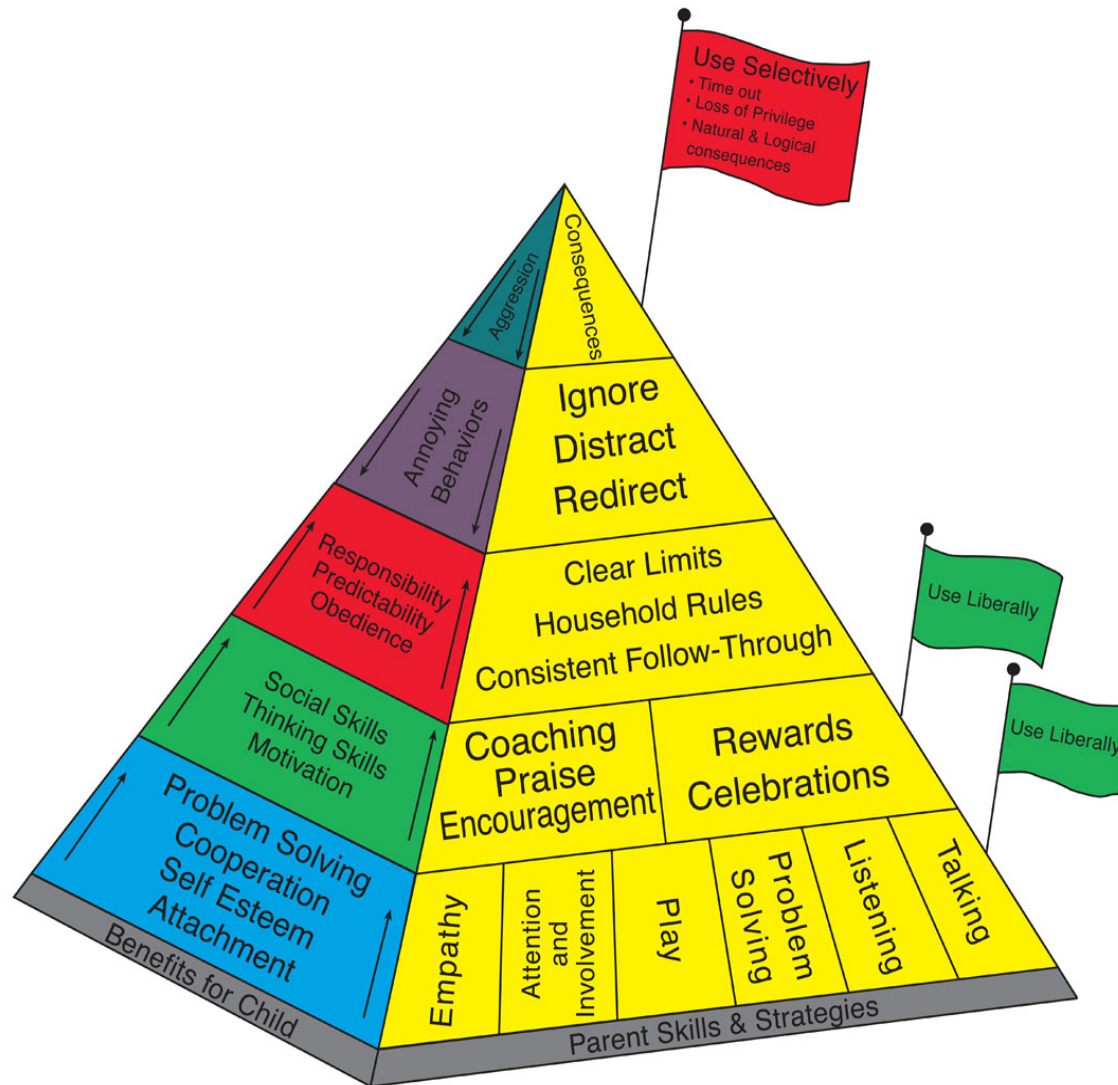 Use Selectively
• Time out
• Loss of Privilege
• Natural & Logical
consequences
Aggression
Consequences
Annoying
Behaviors
Ignore
Distract
Redirect
Responsibility
Predictability
Obedience
Clear Limits
Household Rules
Consistent Follow-Through
Use Liberally
Social Skills
Thinking Skills
Motivation
Coaching
Praise
Encouragement
Rewards
Celebrations
Use Liberally
Problem Solving
Cooperation
Self Esteem
Attachment
Empathy
Attention
and
Involvement
Play
Problem
Solving
Listening
Talking
Benefits for Child
Parent Skills & Strategies